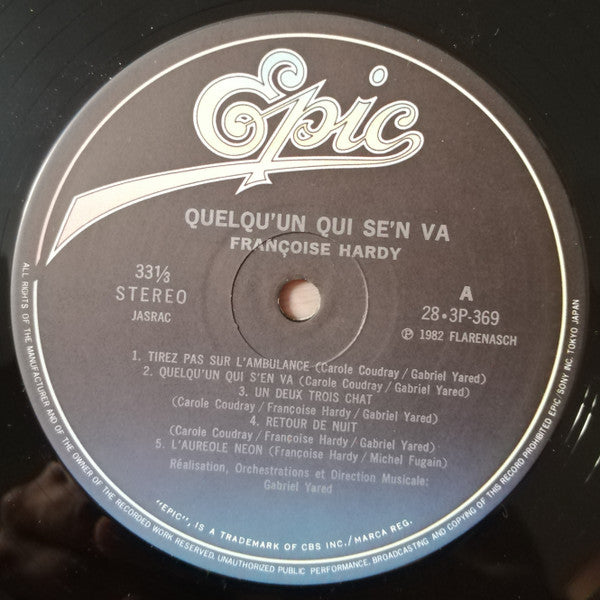 Epic
QUELQU'UN QUI SE'N VA
FRANÇOISE HARDY
33⅓
STEREO
JASRAC
A
28・3P-369
Ⓟ 1982 FLARENASCH
1. TIREZ PAS SUR L'AMBULANCE (Carole Coudray / Gabriel Yared)
2. QUELQU'UN QUI S'EN VA (Carole Coudray / Gabriel Yared)
3. UN DEUX TROIS CHAT
(Carole Coudray / Françoise Hardy / Gabriel Yared)
4. RETOUR DE NUIT
(Carole Coudray / Françoise Hardy / Gabriel Yared)
5. L'AUREOLE NEON (Françoise Hardy / Michel Fugain)
Réalisation, Orchestrations et Direction Musicale:
Gabriel Yared
"EPIC", IS A TRADEMARK OF CBS INC./MARCA REG.
ALL RIGHTS OF THE MANUFACTURER AND OF THE OWNER OF THE RECORDED WORK RESERVED. UNAUTHORIZED PUBLIC PERFORMANCE, BROADCASTING AND COPYING OF THIS RECORD PROHIBITED EPIC SONY INC. TOKYO JAPAN